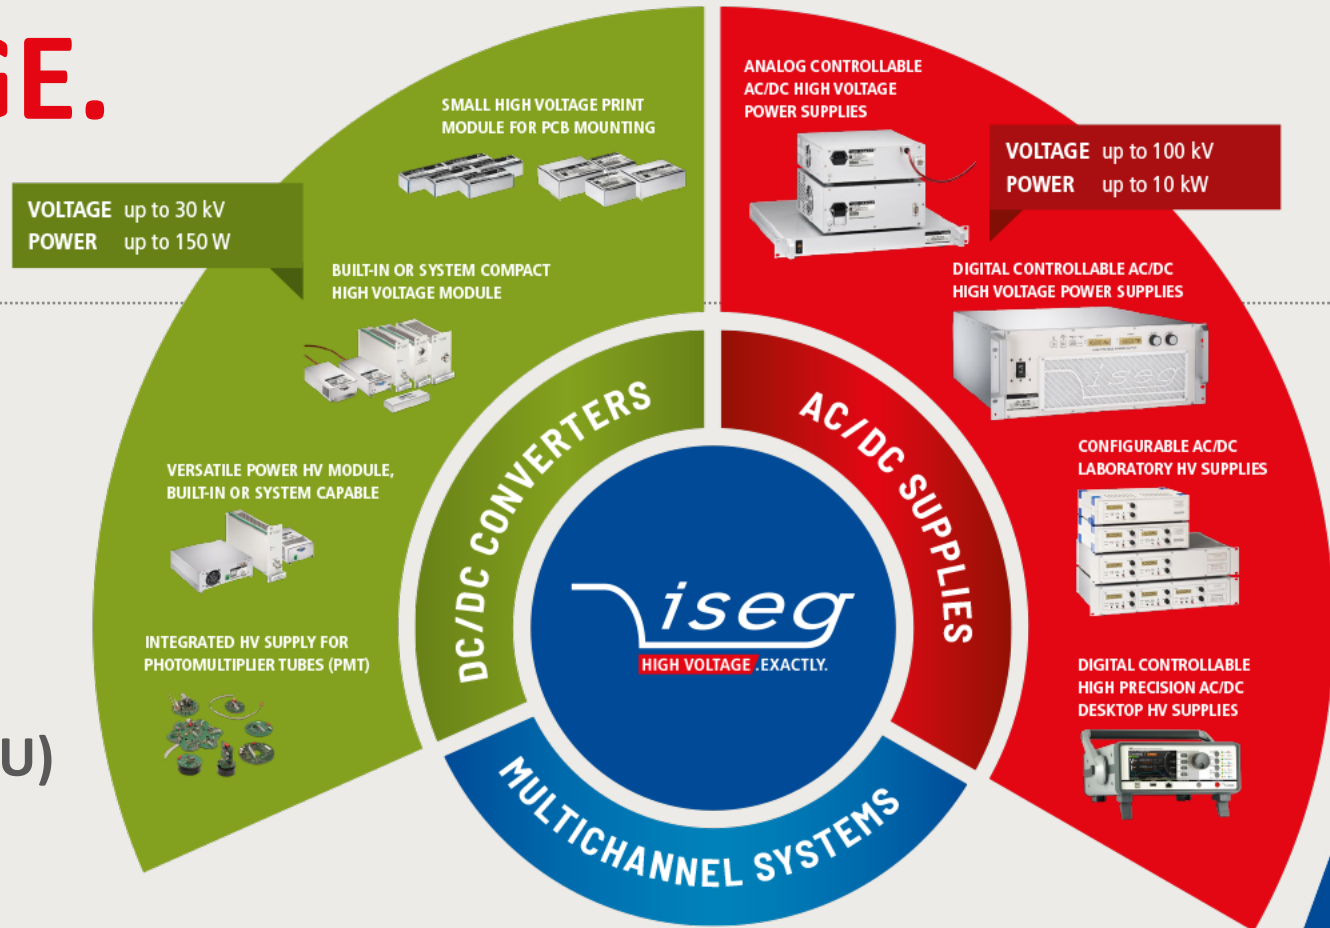 GE.
SMALL HIGH VOLTAGE PRINT
MODULE FOR PCB MOUNTING
VOLTAGE up to 30 kV
POWER up to 150 W
BUILT-IN OR SYSTEM COMPACT
HIGH VOLTAGE MODULE
VERSATILE POWER HV MODULE,
BUILT-IN OR SYSTEM CAPABLE
INTEGRATED HV SUPPLY FOR
PHOTOMULTIPLIER TUBES (PMT)
U)
ANALOG CONTROLLABLE
AC/DC HIGH VOLTAGE
POWER SUPPLIES
VOLTAGE up to 100 kV
POWER up to 10 kW
DIGITAL CONTROLLABLE AC/DC
HIGH VOLTAGE POWER SUPPLIES
iseg
CONFIGURABLE AC/DC
LABORATORY HV SUPPLIES
DIGITAL CONTROLLABLE
HIGH PRECISION AC/DC
DESKTOP HV SUPPLIES
DC/DC CONVERTERS
AC/DC SUPPLIES
MULTICHANNEL SYSTEMS
iseg
HIGH VOLTAGE.EXACTLY.